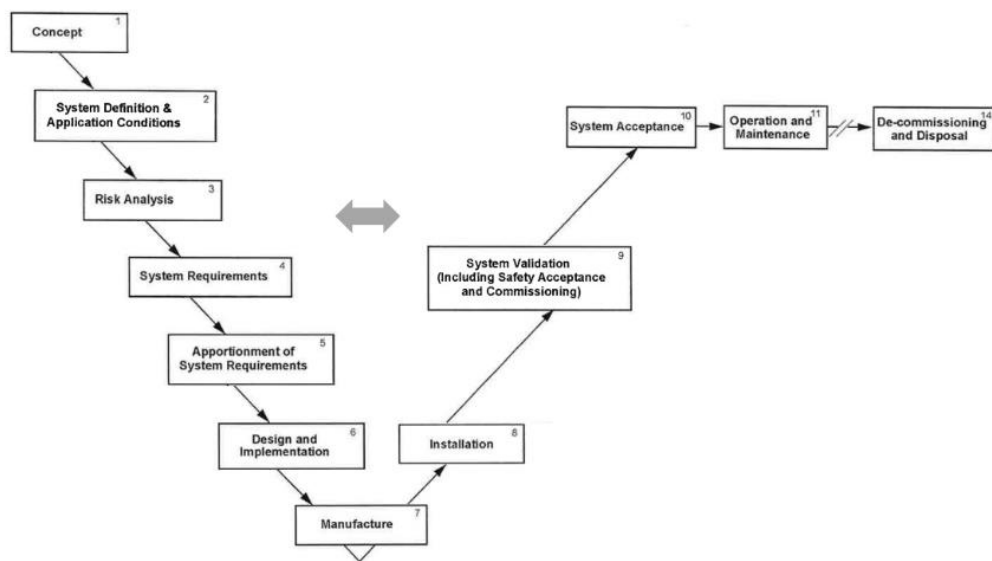 Concept
1
System Definition &
Application Conditions
2
Risk Analysis
3
System Requirements
4
Apportionment of
System Requirements
5
Design and
Implementation
6
Manufacture
7
Installation
8
System Validation
(Including Safety Acceptance
and Commissioning)
9
System Acceptance
10
Operation and
Maintenance
11
De-commissioning
and Disposal
14